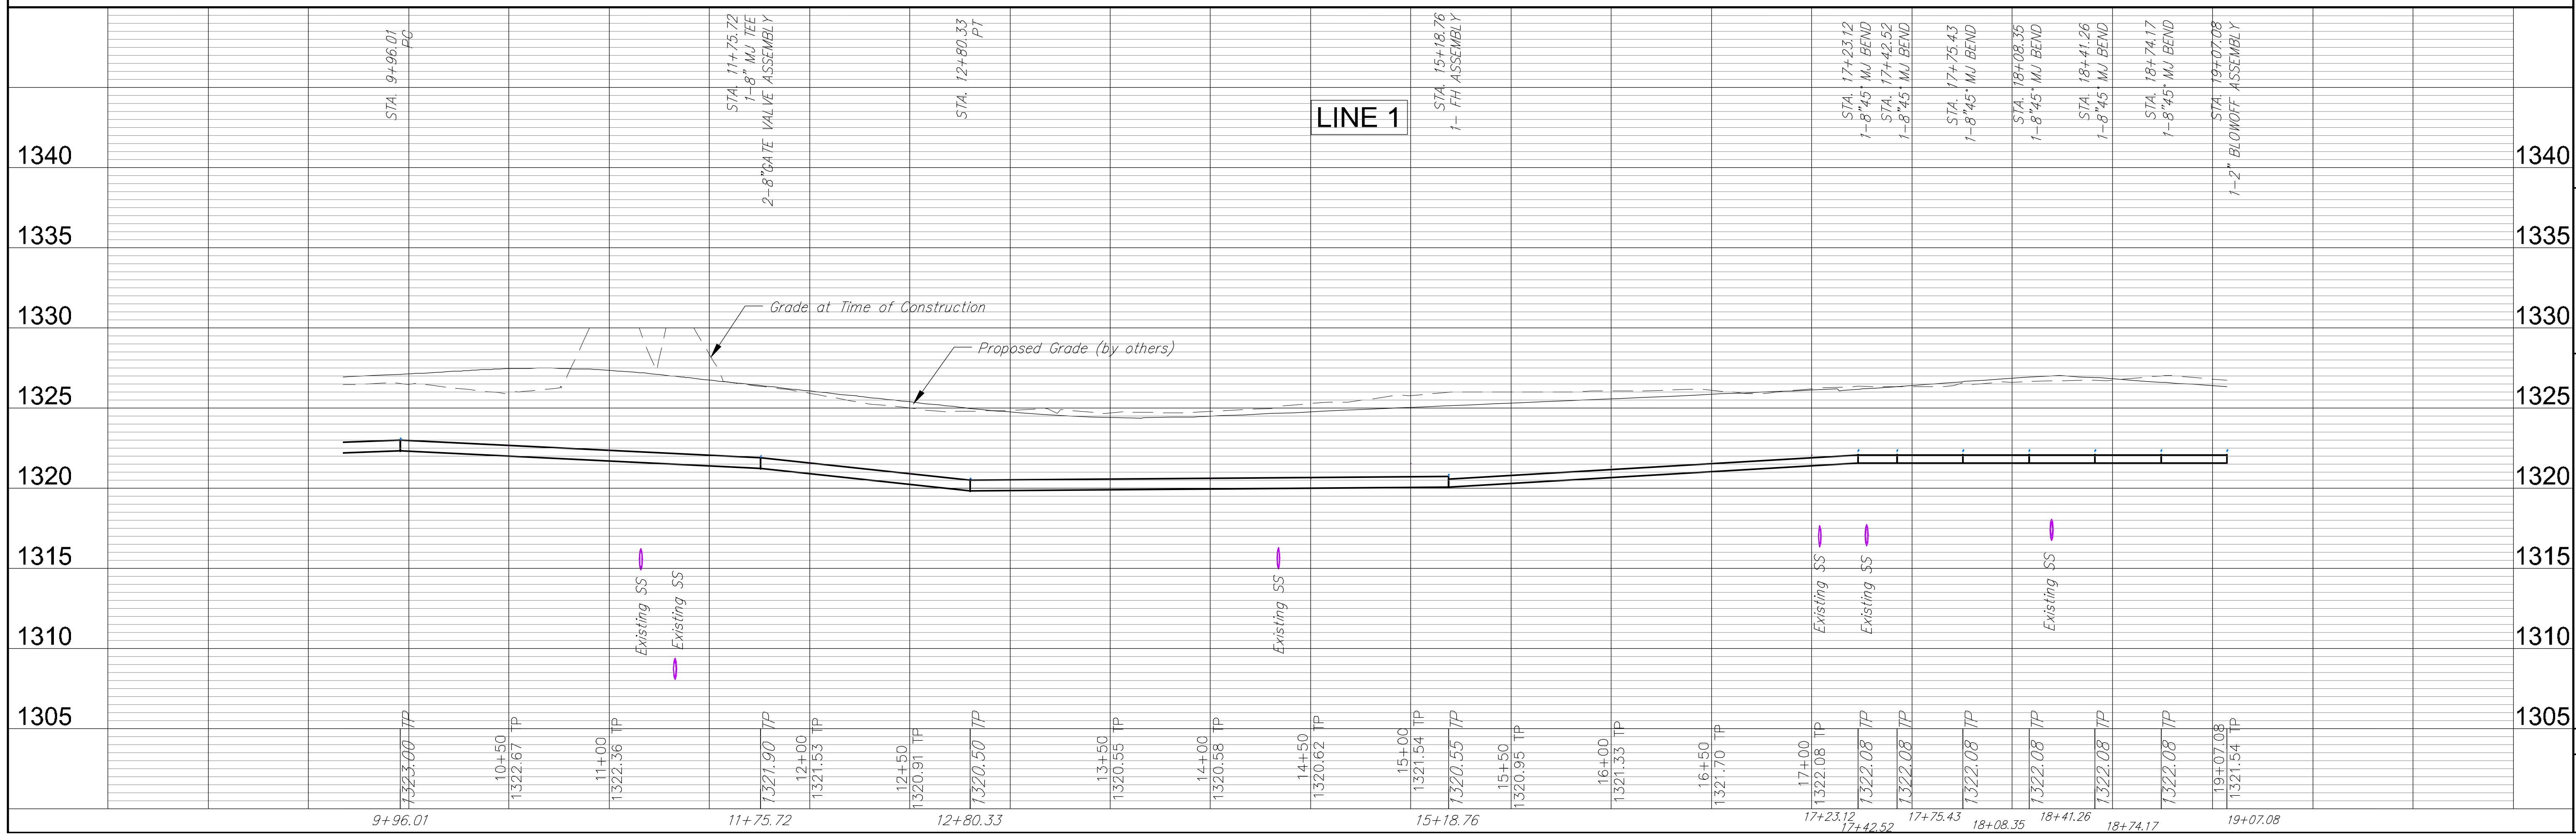 STA. 9+96.01
PC
STA. 11+75.72
1-8" MJ TEE
2-8"GATE VALVE ASSEMBLY
STA. 12+80.33
PT
STA. 15+18.76
1- FH ASSEMBLY
STA. 17+23.12
1-8"45° MJ BEND
STA. 17+42.52
1-8"45° MJ BEND
STA. 17+75.43
1-8"45° MJ BEND
STA. 18+08.35
1-8"45° MJ BEND
STA. 18+41.26
1-8"45° MJ BEND
STA. 18+74.17
1-8"45° MJ BEND
STA. 19+07.08
1-2" BLOWOFF ASSEMBLY
LINE 1
1340
1340
1335
1335
1330
1330
Grade at Time of Construction
Proposed Grade (by others)
1325
1325
1320
1320
1315
1315
Existing SS
Existing SS
Existing SS
Existing SS
Existing SS
Existing SS
1310
1310
1305
1305
1323.00 TP
10+50
1322.67 TP
11+00
1322.36 TP
1321.90 TP
12+00
1321.53 TP
12+50
1320.91 TP
1320.50 TP
13+50
1320.55 TP
14+00
1320.58 TP
14+50
1320.62 TP
15+00
1321.54 TP
1320.55 TP
15+50
1320.95 TP
16+00
1321.33 TP
16+50
1321.70 TP
17+00
1322.08 TP
1322.08 TP
1322.08 TP
1322.08 TP
1322.08 TP
1322.08 TP
1322.08 TP
19+07.08
1321.54 TP
9+96.01
11+75.72
12+80.33
15+18.76
17+23.12
17+42.52
17+75.43
18+08.35
18+41.26
18+74.17
19+07.08